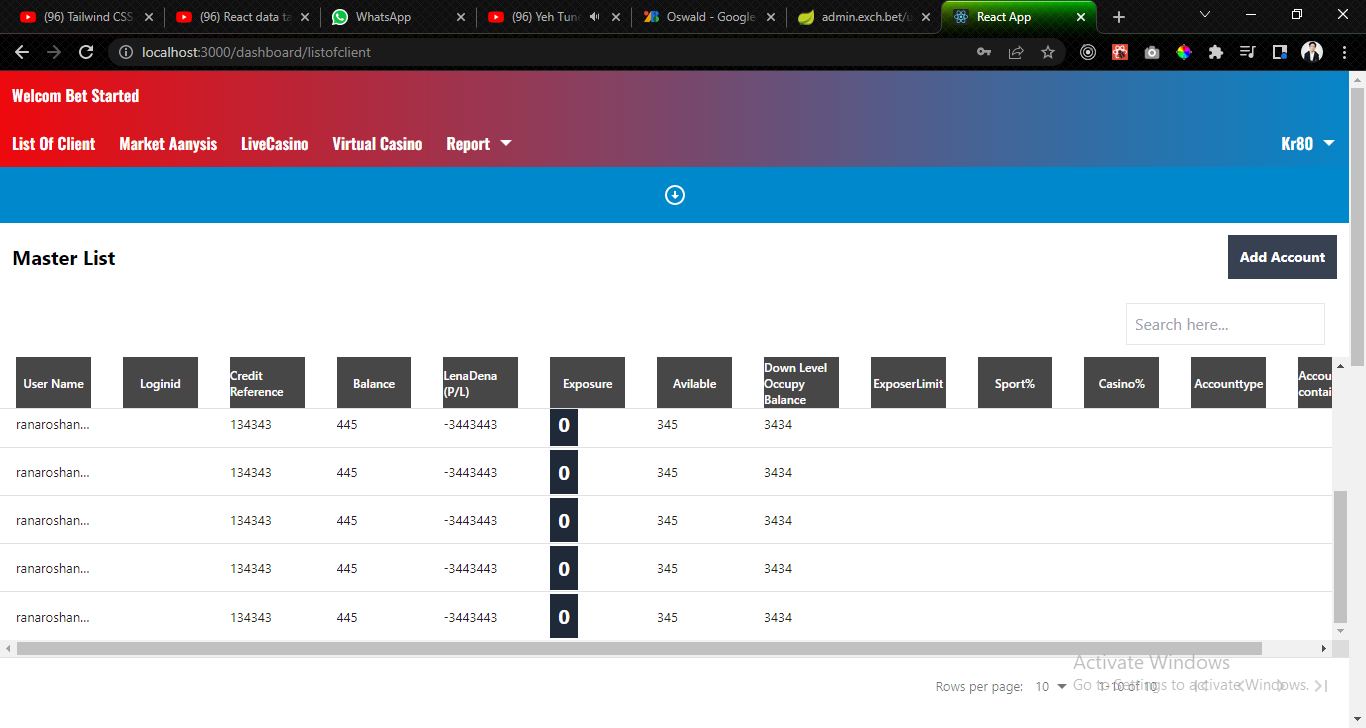 (96) Tailwind CSS
(96) React data ta
WhatsApp
(96) Yeh Tune
Oswald - Google
admin.exch.bet/u
React App
localhost:3000/dashboard/listofclient
Welcom Bet Started
List Of Client Market Aanysis LiveCasino Virtual Casino Report Kr80
Master List
Add Account
Search here...
User Name Loginid Credit Reference Balance LenaDena (P/L) Exposure Avilable Down Level Occupy Balance ExposerLimit Sport% Casino% Accounttype Accou contai
ranaroshan... 134343 445 -3443443 0 345 3434
ranaroshan... 134343 445 -3443443 0 345 3434
ranaroshan... 134343 445 -3443443 0 345 3434
ranaroshan... 134343 445 -3443443 0 345 3434
ranaroshan... 134343 445 -3443443 0 345 3434
Activate Windows
Go to Settings to activate Windows.
Rows per page: 10 1-10 of 10